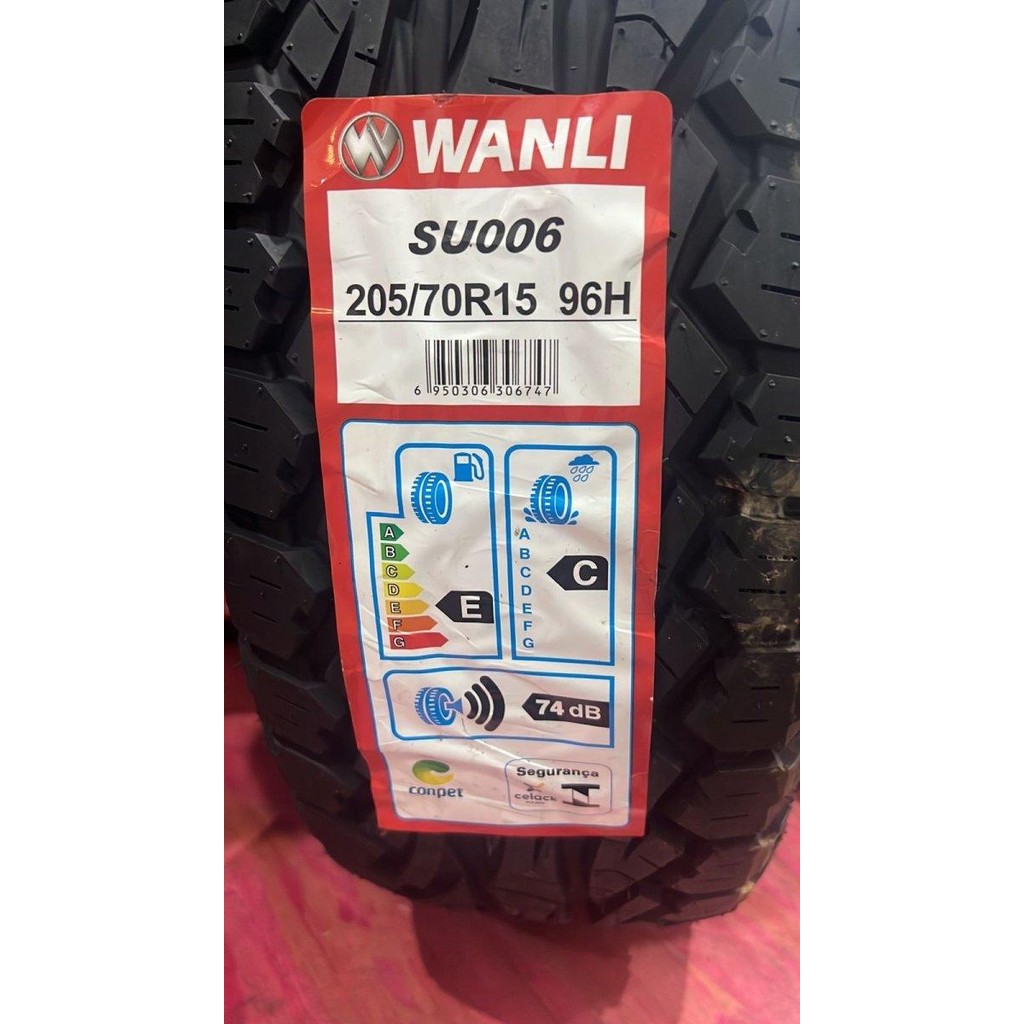 WANLI
SU006
205/70R15 96H
6 950306 306747
A
B
C
D
E
F
G
E
A
B
C
D
E
F
G
C
74 dB
conpet
Segurança